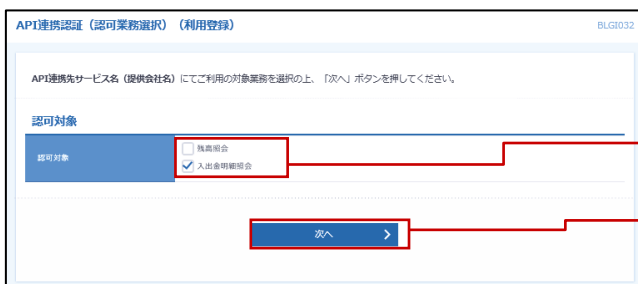 API連携認証（認可業務選択）（利用登録）
BLGI032
API連携先サービス名（提供会社名）にてご利用の対象業務を選択の上、「次へ」ボタンを押してください。
認可対象
認可対象
残高照会
入出金明細照会
次へ